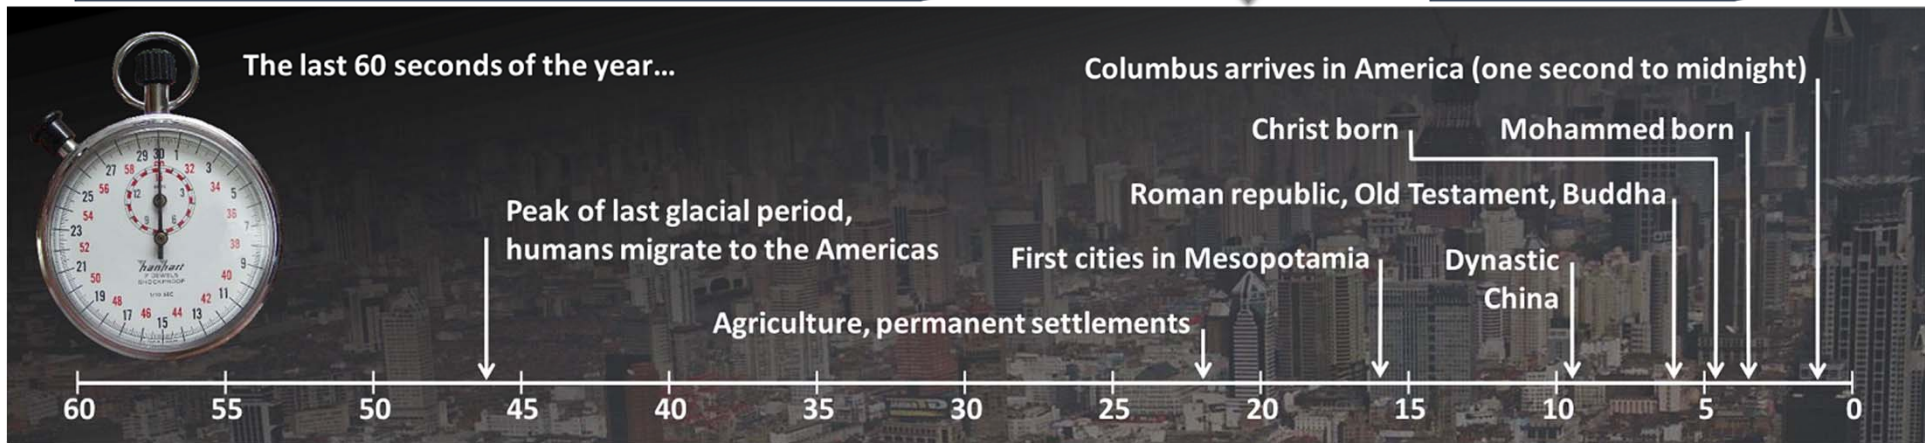 The last 60 seconds of the year...
Columbus arrives in America (one second to midnight)
Christ born
Mohammed born
Roman republic, Old Testament, Buddha
Peak of last glacial period,
humans migrate to the Americas
First cities in Mesopotamia
Dynastic
China
Agriculture, permanent settlements
60 55 50 45 40 35 30 25 20 15 10 5 0
hanhart